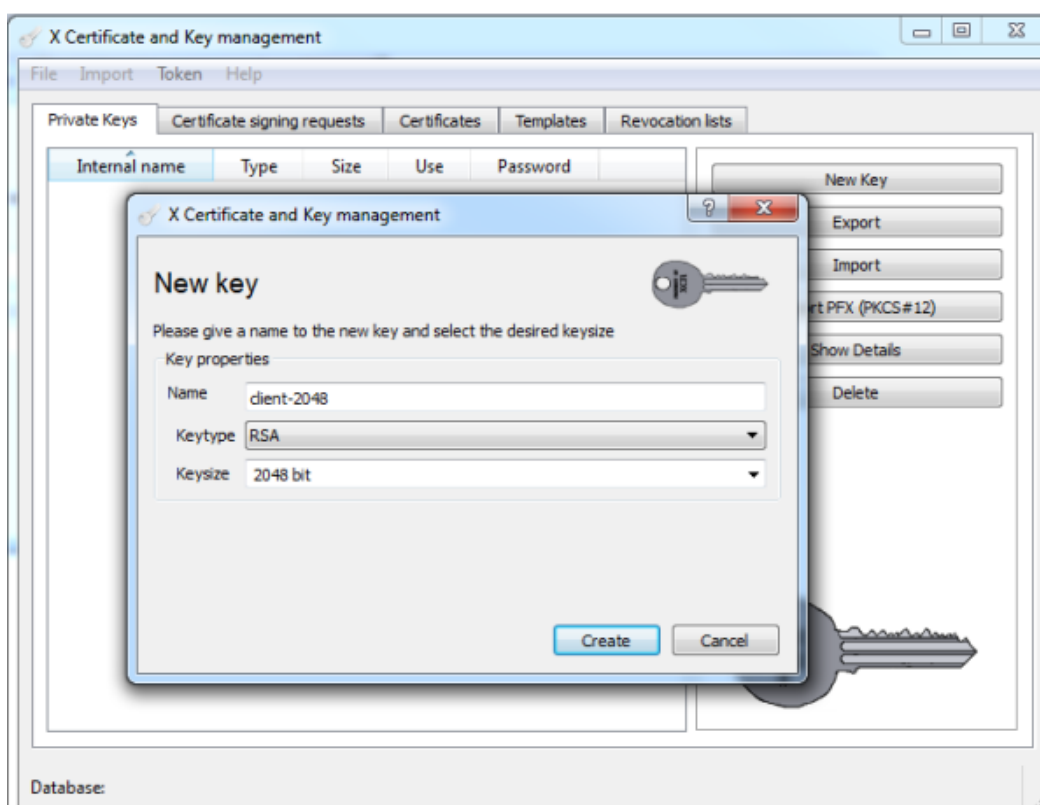 X Certificate and Key management
File Import Token Help
Private Keys Certificate signing requests Certificates Templates Revocation lists
Internal name Type Size Use Password
New Key
Export
Import
rt PFX (PKCS#12)
Show Details
Delete
X Certificate and Key management
New key
Please give a name to the new key and select the desired keysize
Key properties
Name client-2048
Keytype RSA
Keysize 2048 bit
Create Cancel
Database: